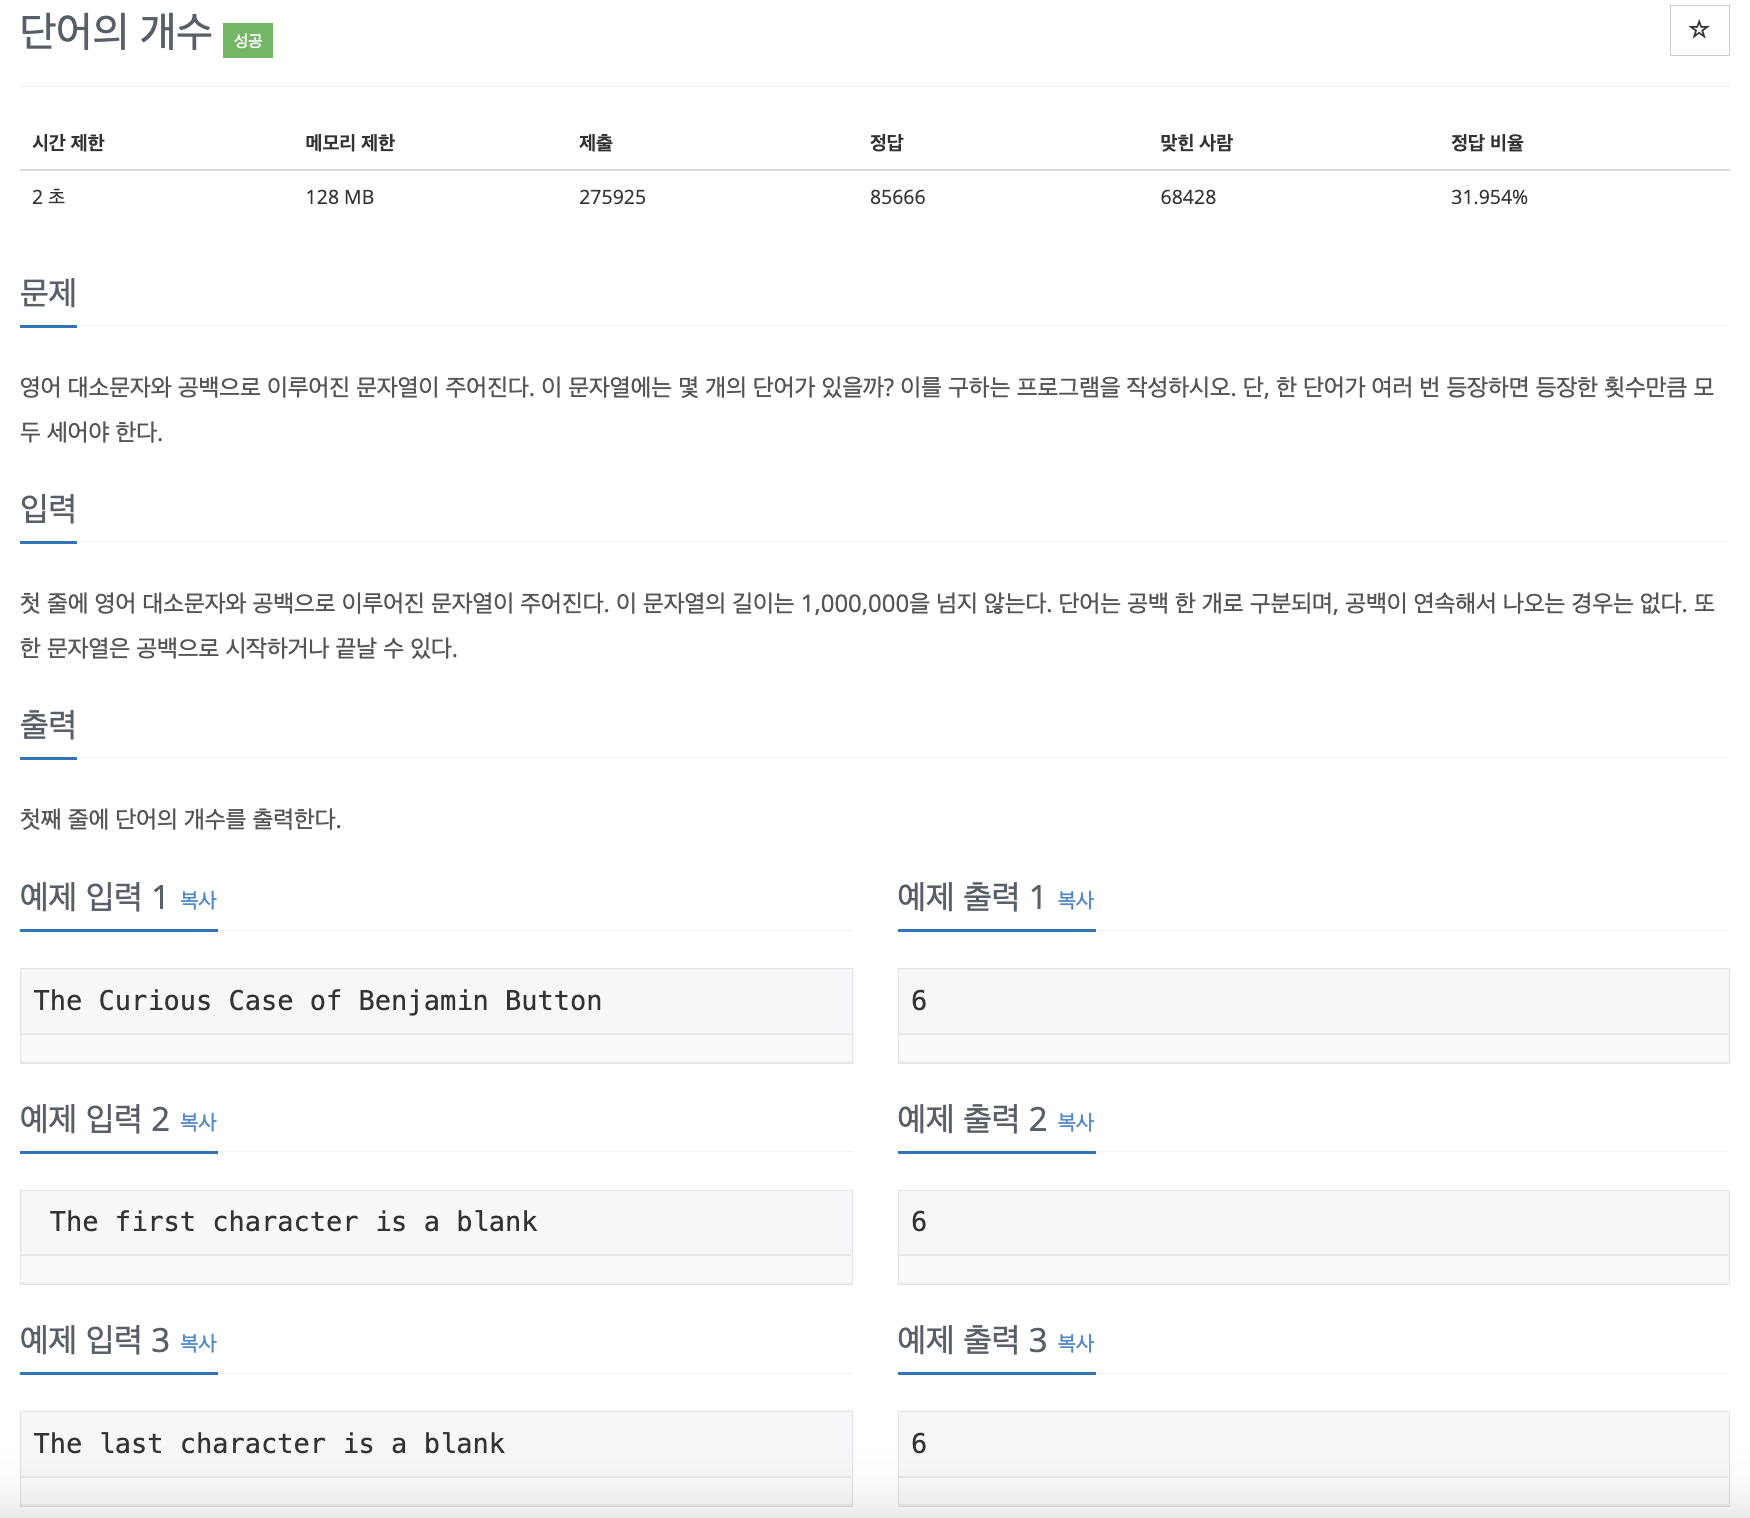 단어의 개수 성공
☆
시간 제한 메모리 제한 제출 정답 맞힌 사람 정답 비율
2 초 128 MB 275925 85666 68428 31.954%
문제
영어 대소문자와 공백으로 이루어진 문자열이 주어진다. 이 문자열에는 몇 개의 단어가 있을까? 이를 구하는 프로그램을 작성하시오. 단, 한 단어가 여러 번 등장하면 등장한 횟수만큼 모
두 세어야 한다.
입력
첫 줄에 영어 대소문자와 공백으로 이루어진 문자열이 주어진다. 이 문자열의 길이는 1,000,000을 넘지 않는다. 단어는 공백 한 개로 구분되며, 공백이 연속해서 나오는 경우는 없다. 또
한 문자열은 공백으로 시작하거나 끝날 수 있다.
출력
첫째 줄에 단어의 개수를 출력한다.
예제 입력 1 복사
The Curious Case of Benjamin Button
예제 출력 1 복사
6
예제 입력 2 복사
 The first character is a blank
예제 출력 2 복사
6
예제 입력 3 복사
The last character is a blank
예제 출력 3 복사
6